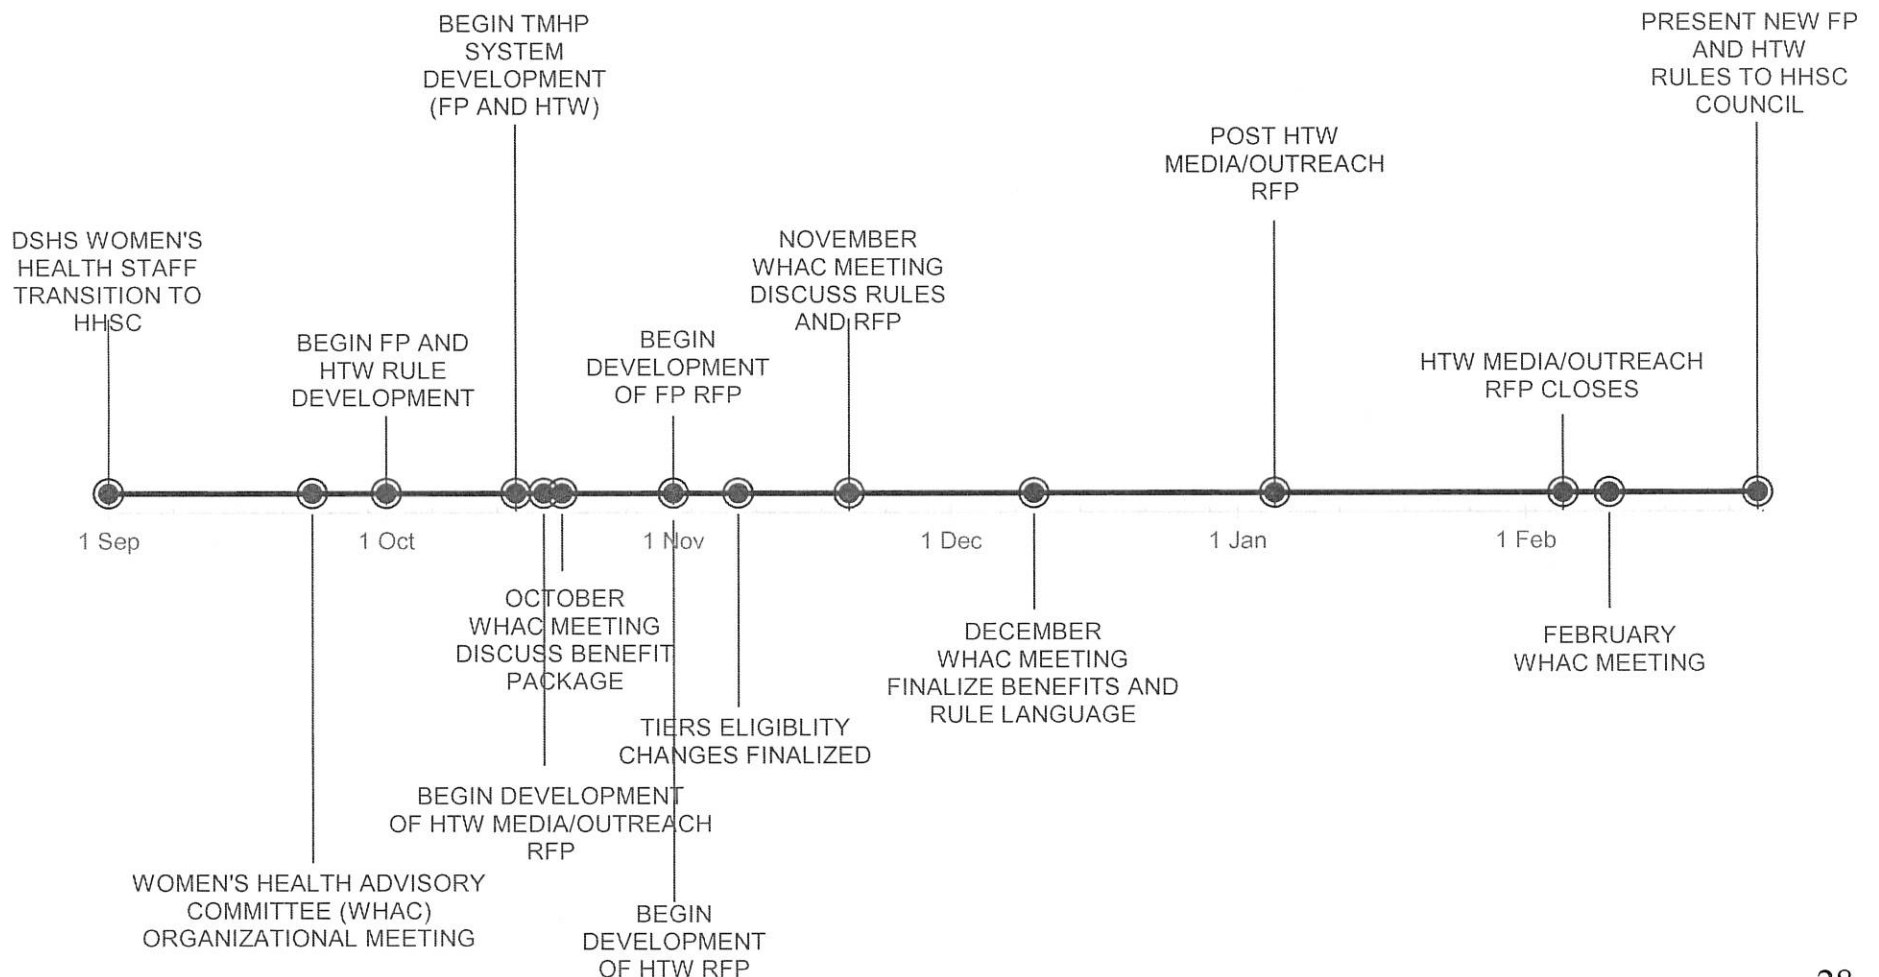 BEGIN TMHP
SYSTEM
DEVELOPMENT
(FP AND HTW)
PRESENT NEW FP
AND HTW
RULES TO HHSC
COUNCIL
POST HTW
MEDIA/OUTREACH
RFP
DSHS WOMEN'S
HEALTH STAFF
TRANSITION TO
HHSC
NOVEMBER
WHAC MEETING
DISCUSS RULES
AND RFP
BEGIN FP AND
HTW RULE
DEVELOPMENT
BEGIN
DEVELOPMENT
OF FP RFP
HTW MEDIA/OUTREACH
RFP CLOSES
1 Sep
1 Oct
1 Nov
1 Dec
1 Jan
1 Feb
OCTOBER
WHAC MEETING
DISCUSS BENEFIT
PACKAGE
DECEMBER
WHAC MEETING
FINALIZE BENEFITS AND
RULE LANGUAGE
FEBRUARY
WHAC MEETING
TIERS ELIGIBLITY
CHANGES FINALIZED
BEGIN DEVELOPMENT
OF HTW MEDIA/OUTREACH
RFP
WOMEN'S HEALTH ADVISORY
COMMITTEE (WHAC)
ORGANIZATIONAL MEETING
BEGIN
DEVELOPMENT
OF HTW RFP
28